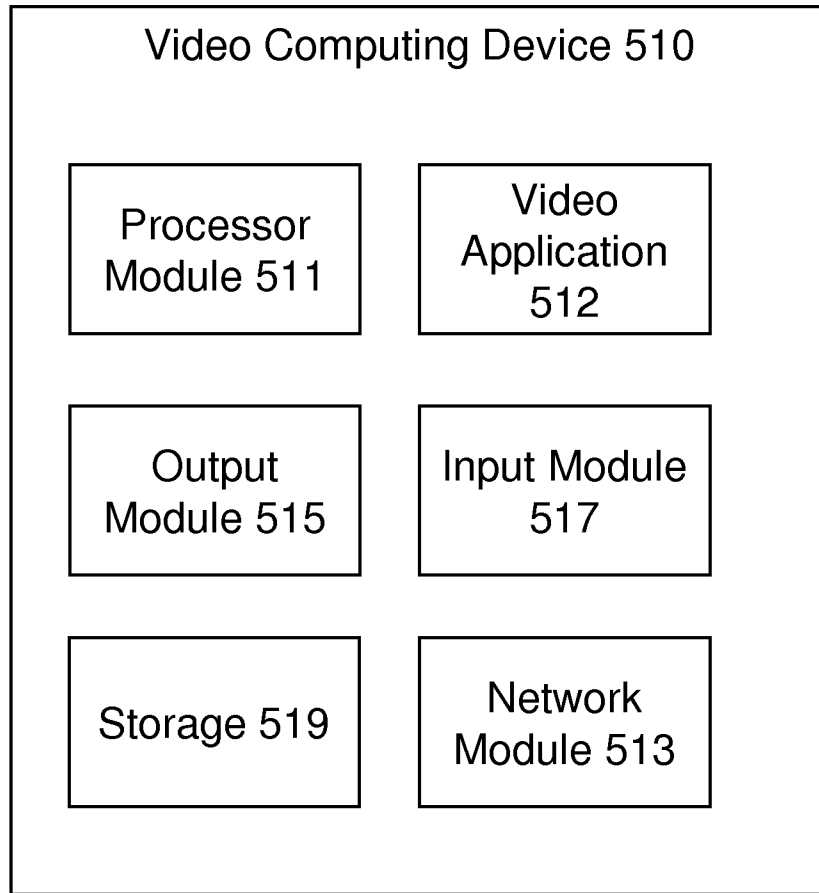 Video Computing Device 510
Processor
Module 511
Video
Application
512
Output
Module 515
Input Module
517
Storage 519
Network
Module 513